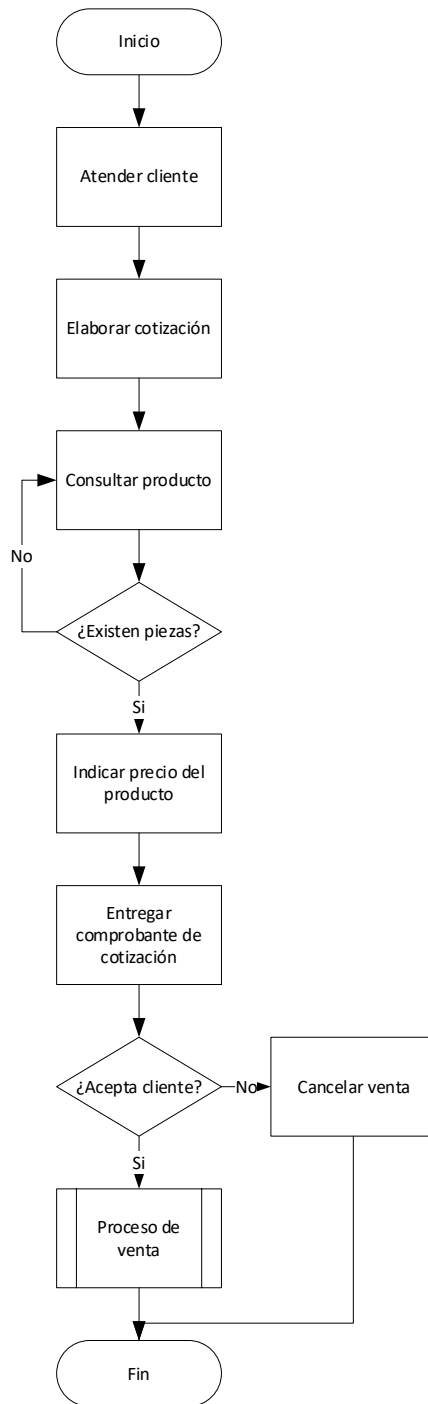 Inicio
Atender cliente
Elaborar cotización
Consultar producto
No
¿Existen piezas?
Si
Indicar precio del
producto
Entregar
comprobante de
cotización
¿Acepta cliente?
No
Cancelar venta
Si
Proceso de
venta
Fin